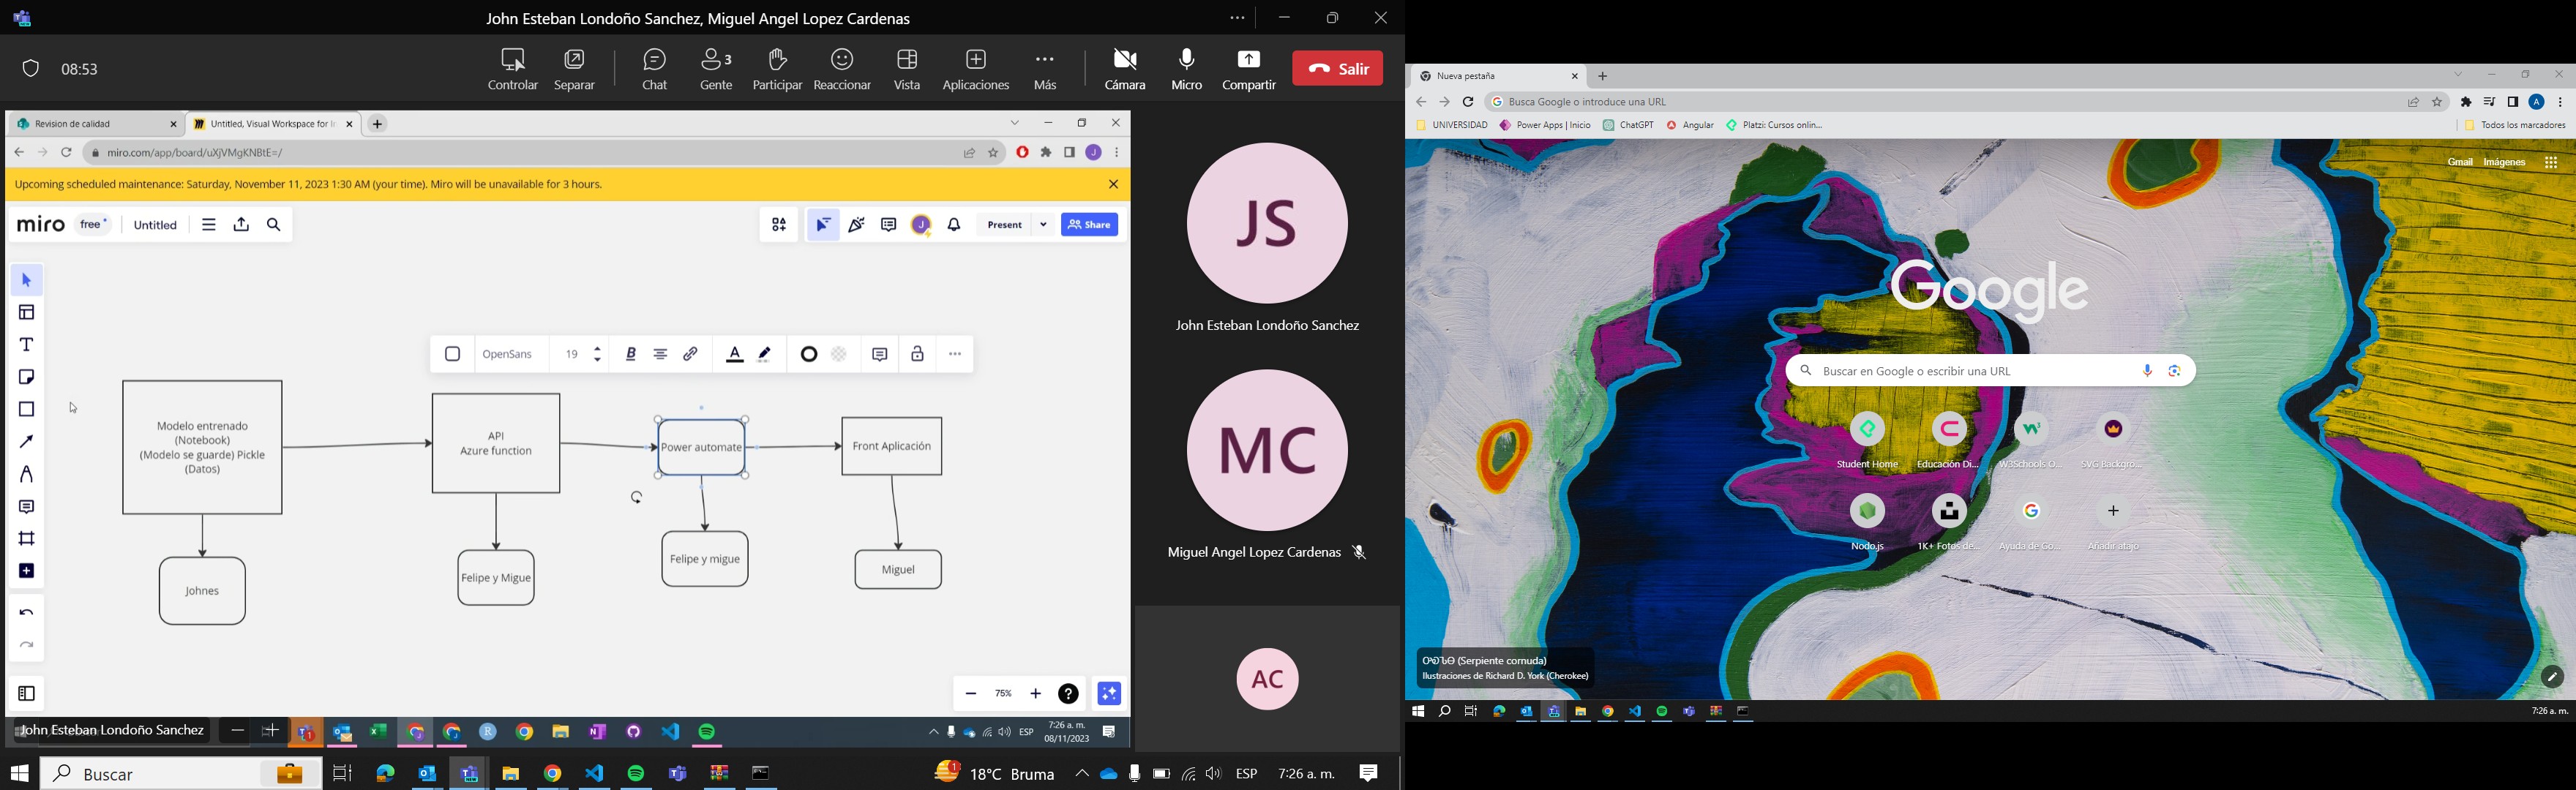 John Esteban Londoño Sanchez, Miguel Angel Lopez Cardenas
08:53
Controlar
Separar
Chat
Gente
3
Participar
Reaccionar
Vista
Aplicaciones
Más
Cámara
Micro
Compartir
Salir
Revision de calidad
Untitled, Visual Workspace for In
miro.com/app/board/uXjVMgKNBtE=/
J
Upcoming scheduled maintenance: Saturday, November 11, 2023 1:30 AM (your time). Miro will be unavailable for 3 hours.
miro
free
Untitled
J
Present
Share
OpenSans
19
B
A
Modelo entrenado
(Notebook)
(Modelo se guarde) Pickle
(Datos)
API
Azure function
Power automate
Front Aplicación
Johnes
Felipe y Migue
Felipe y migue
Miguel
75%
?
John Esteban Londoño Sanchez
ESP
7:26 a. m.
08/11/2023
JS
John Esteban Londoño Sanchez
MC
Miguel Angel Lopez Cardenas
AC
Buscar
1
18°C Bruma
ESP
7:26 a. m.
Nueva pestaña
Busca Google o introduce una URL
A
UNIVERSIDAD
Power Apps | Inicio
ChatGPT
Angular
Platzi: Cursos onlin...
Todos los marcadores
Gmail
Imágenes
Google
Buscar en Google o escribir una URL
Student Home
Educación Di...
W3Schools O...
SVG Backgro...
Nodo.js
1K+ Fotos de...
Ayuda de Go...
Añadir atajo
(Serpiente cornuda)
Ilustraciones de Richard D. York (Cherokee)
7:26 a. m.